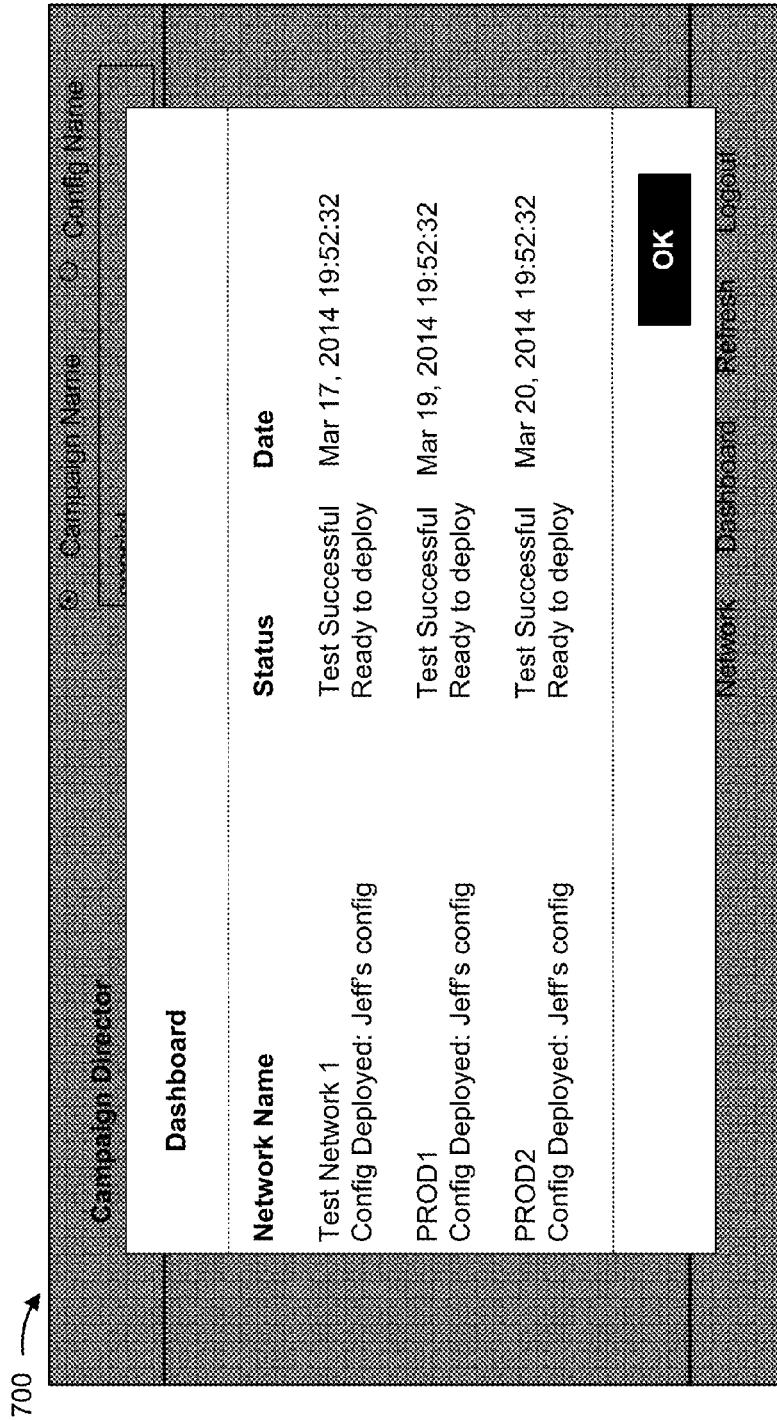 700
Campaign Director
Campaign Name Config Name
Dashboard
Network Name Status Date
Test Network 1 Test Successful Mar 17, 2014 19:52:32
Config Deployed: Jeff's config Ready to deploy
PROD1 Test Successful Mar 19, 2014 19:52:32
Config Deployed: Jeff's config Ready to deploy
PROD2 Test Successful Mar 20, 2014 19:52:32
Config Deployed: Jeff's config Ready to deploy
OK
Network Dashboard Refresh Logout